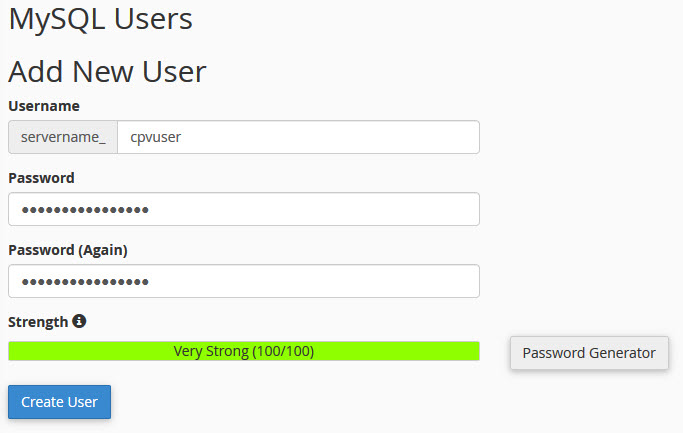 MySQL Users
Add New User
Username
servername_ cpvuser
Password
••••••••••••••••
Password (Again)
••••••••••••••••
Strength
Very Strong (100/100)
Password Generator
Create User